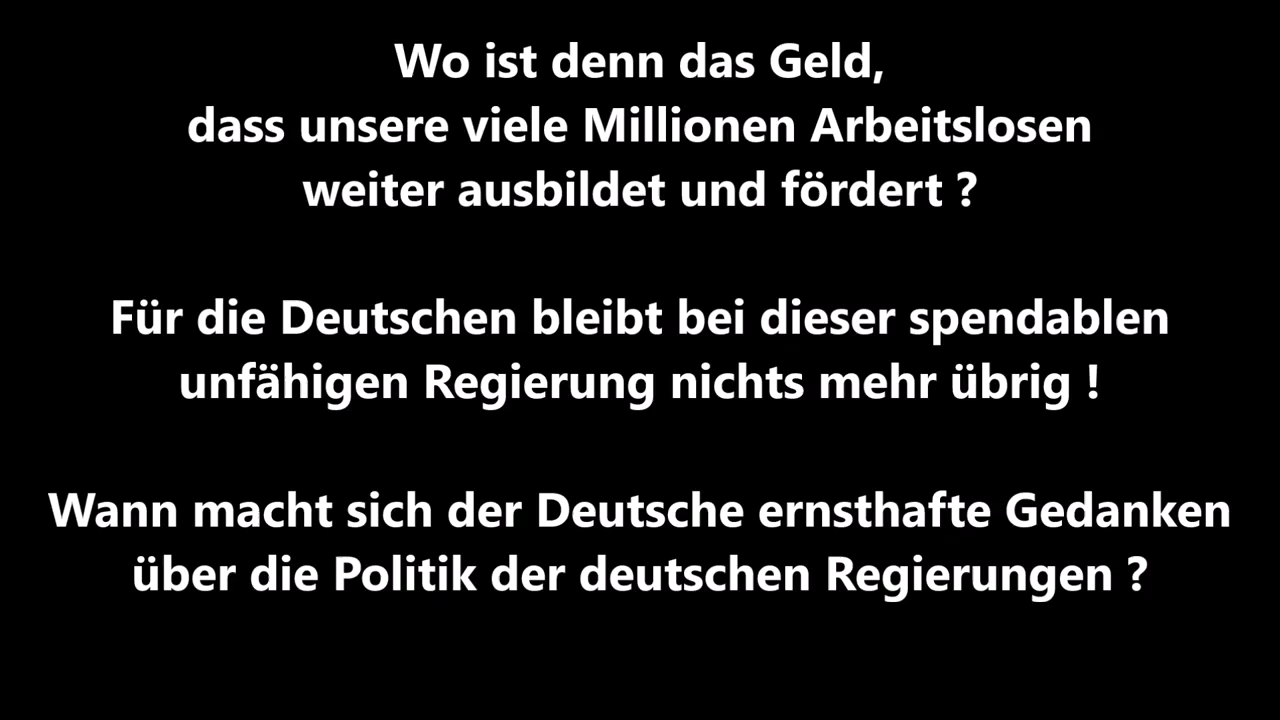 Wo ist denn das Geld,
dass unsere viele Millionen Arbeitslosen
weiter ausbildet und fördert ?
Für die Deutschen bleibt bei dieser spendablen
unfähigen Regierung nichts mehr übrig !
Wann macht sich der Deutsche ernsthafte Gedanken
über die Politik der deutschen Regierungen ?